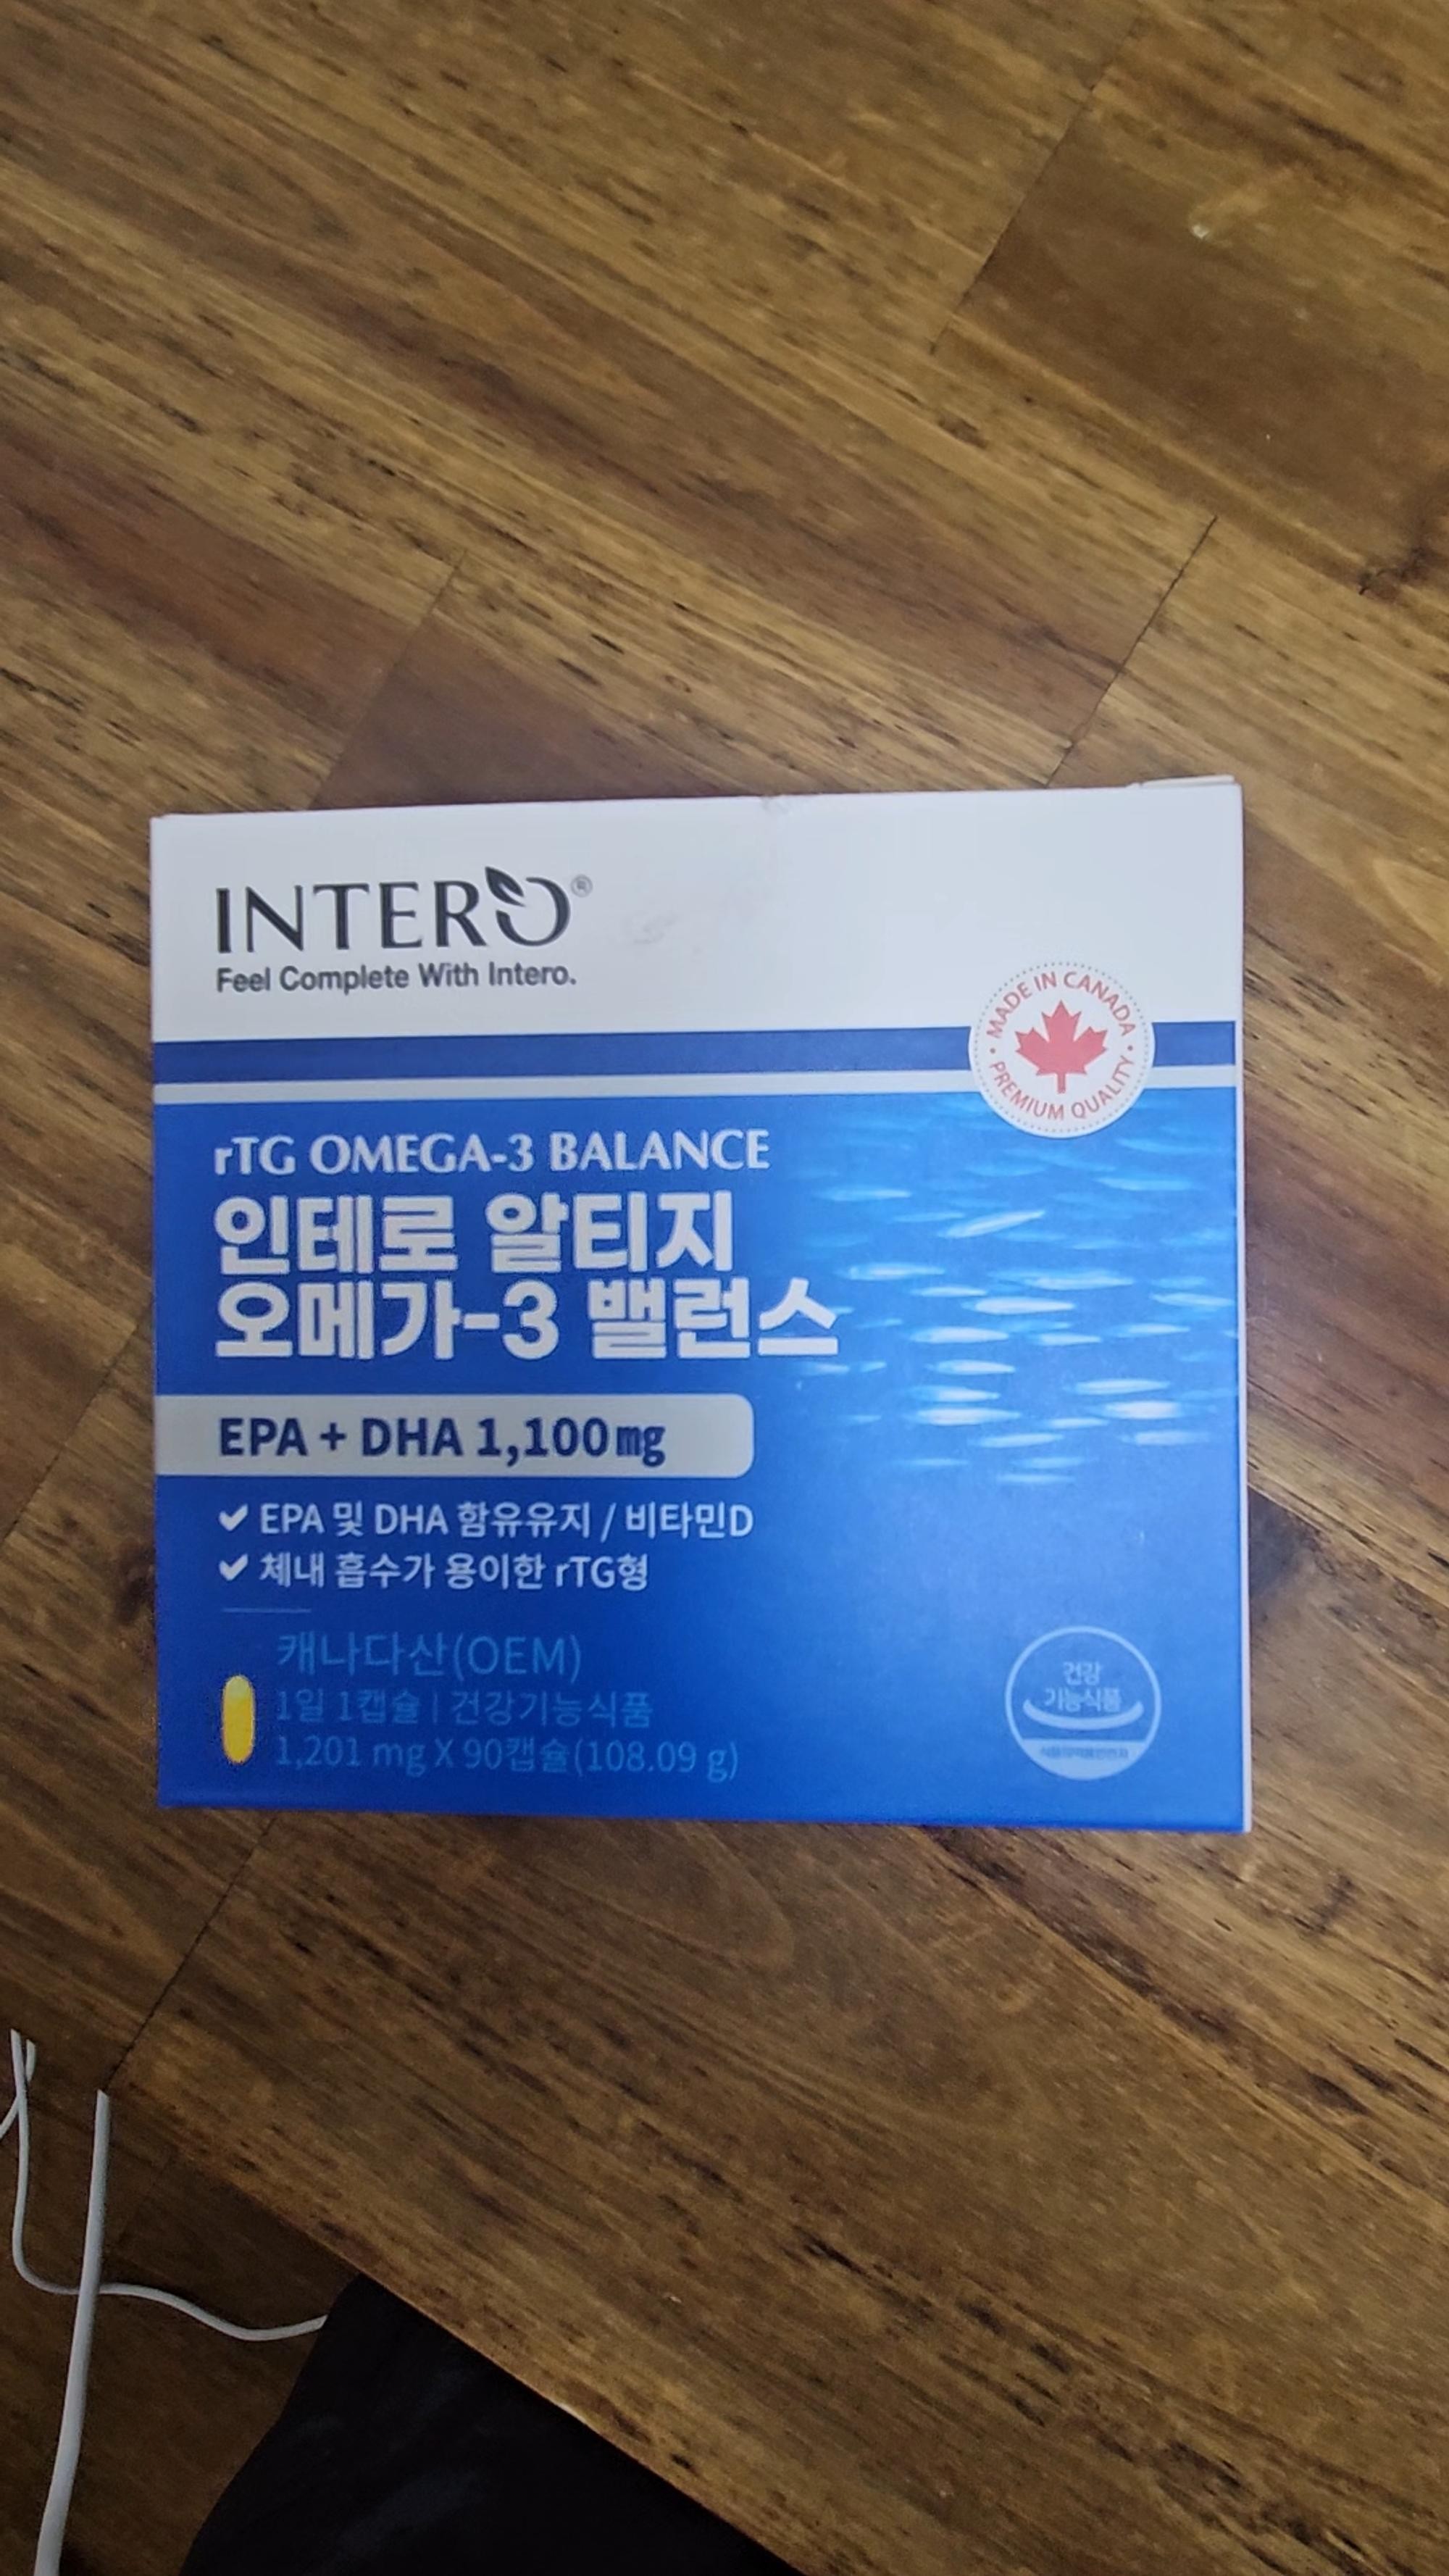 INTERO®
Feel Complete With Intero.
MADE IN CANADA
PREMIUM QUALITY
rTG OMEGA-3 BALANCE
인테로 알티지
오메가-3 밸런스
EPA + DHA 1,100㎎
EPA 및 DHA 함유유지 / 비타민D
체내 흡수가 용이한 rTG형
캐나다산(OEM)
1일 1캡슐 | 건강기능식품
1,201 mg X 90캡슐(108.09 g)
건강
기능식품